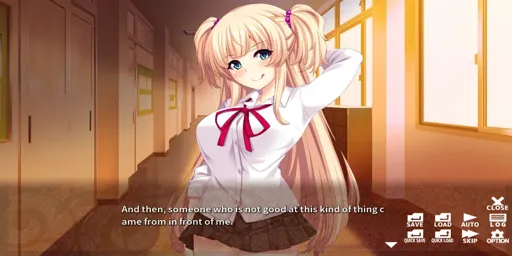 And then, someone who is not good at this kind of thing c
ame from in front of me.
CLOSE
SAVE
LOAD
AUTO
LOG
QUICK SAVE
QUICK LOAD
SKIP
OPTION